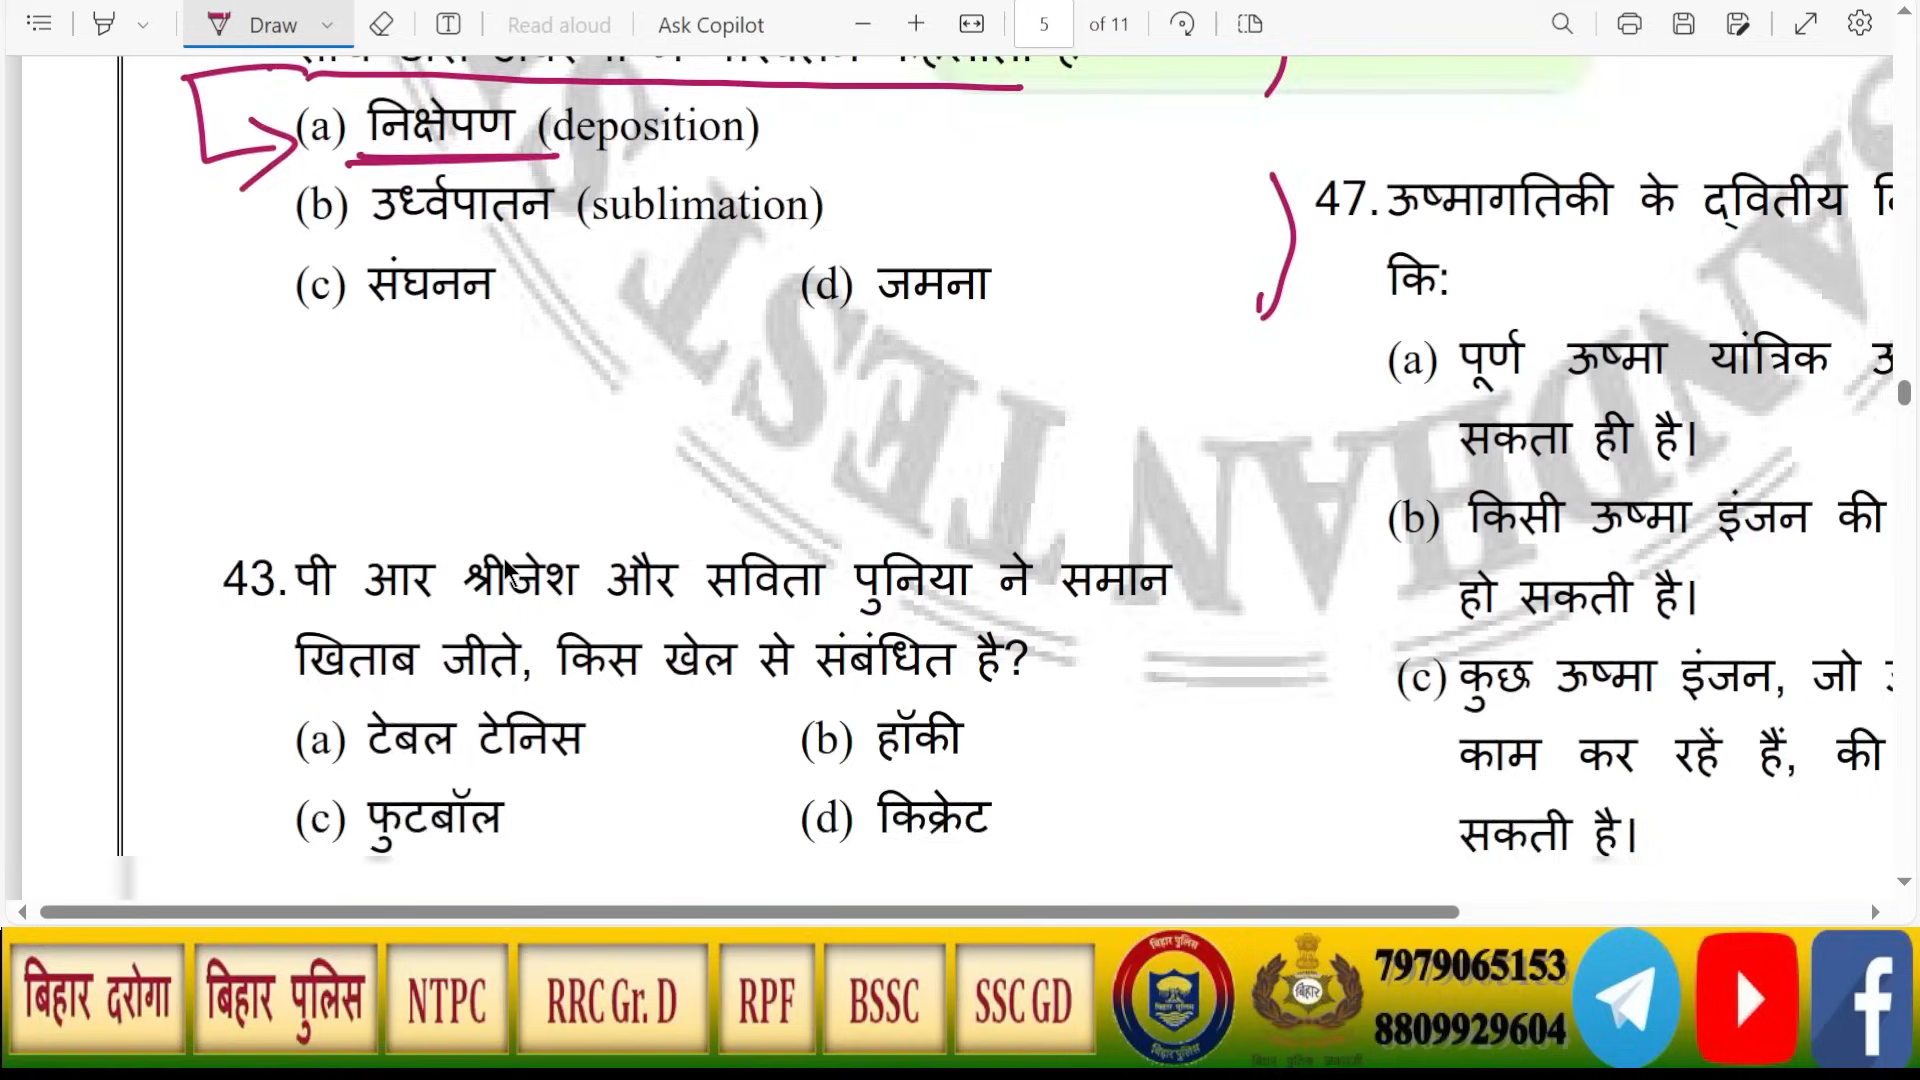 Draw
Read aloud
Ask Copilot
5 of 11
(a) निक्षेपण (deposition)
(b) उर्ध्वपातन (sublimation)
(c) संघनन (d) जमना
43. पी आर श्रीजेश और सविता पुनिया ने समान
खिताब जीते, किस खेल से संबंधित है?
(a) टेबल टेनिस (b) हॉकी
(c) फुटबॉल (d) क्रिकेट
47. ऊष्मागतिकी के द्वितीय
कि:
(a) पूर्ण ऊष्मा यांत्रिक
सकता ही है।
(b) किसी ऊष्मा इंजन की
हो सकती है।
(c) कुछ ऊष्मा इंजन, जो
काम कर रहें हैं, की
सकती है।
बिहार दरोगा
बिहार पुलिस
NTPC
RRC Gr. D
RPF
BSSC
SSC GD
बिहार पुलिस
बिहार
7979065153
8809929604